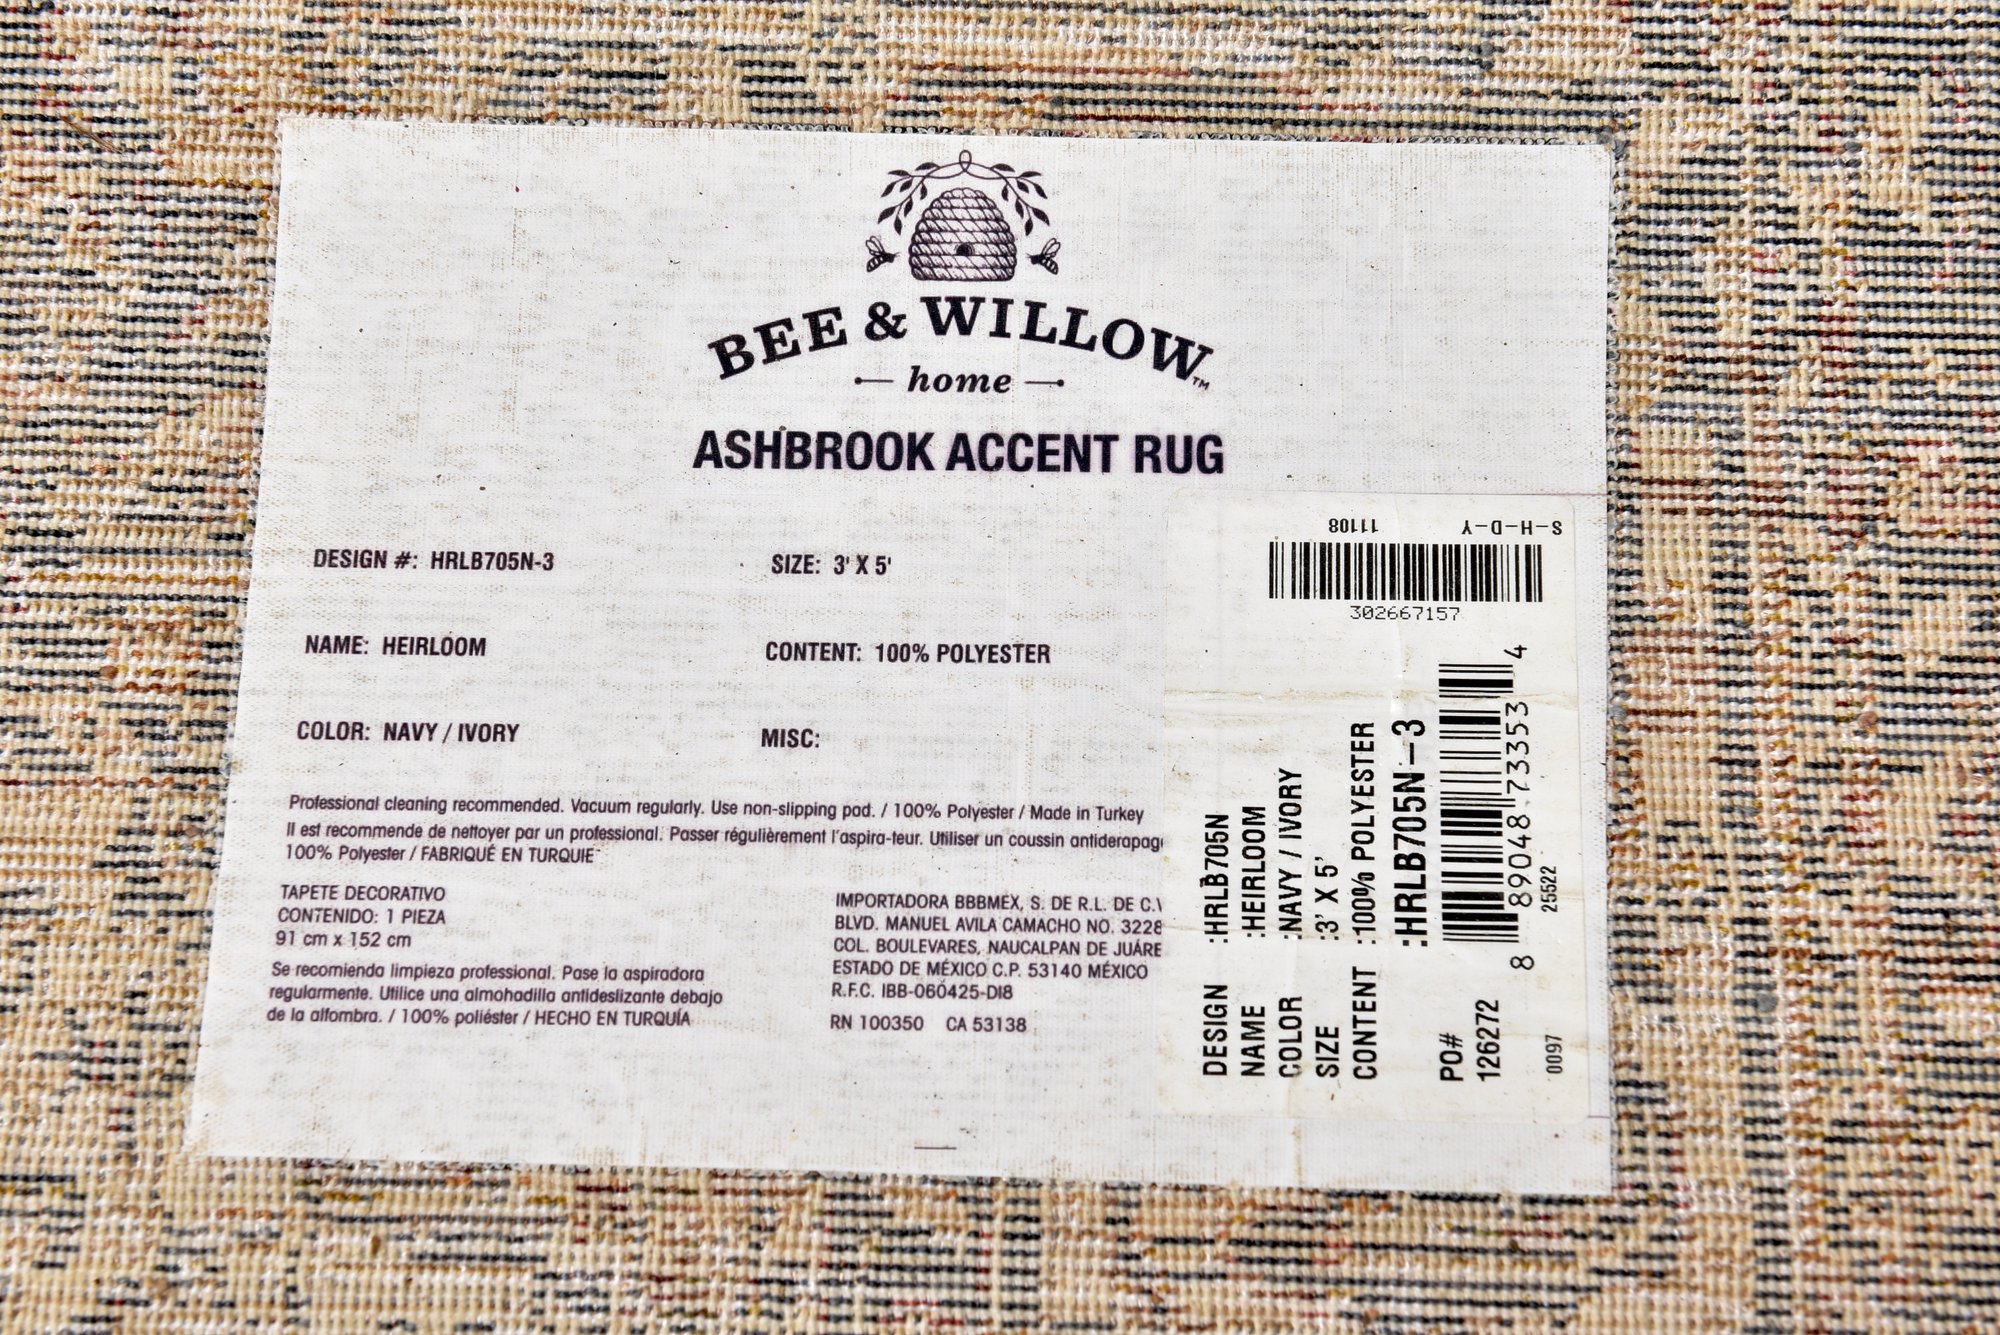 BEE & WILLOW™
home
ASHBROOK ACCENT RUG
DESIGN #: HRLB705N-3
SIZE: 3' X 5'
NAME: HEIRLOOM
CONTENT: 100% POLYESTER
COLOR: NAVY / IVORY
MISC:
Professional cleaning recommended. Vacuum regularly. Use non-slipping pad. / 100% Polyester / Made in Turkey
Il est recommende de nettoyer par un professional. Passer régulièrement l'aspira-teur. Utiliser un coussin antiderapag
100% Polyester / FABRIQUÉ EN TURQUIE
TAPETE DECORATIVO
CONTENIDO: 1 PIEZA
91 cm x 152 cm
Se recomienda limpieza professional. Pase la aspiradora
regularmente. Utilice una almohadilla antideslizante debajo
de la alfombra. / 100% poliéster / HECHO EN TURQUÍA
IMPORTADORA BBBMEX, S. DE R.L. DE C.V
BLVD. MANUEL AVILA CAMACHO NO. 3228
COL. BOULEVARES, NAUCALPAN DE JUÁRE
ESTADO DE MÉXICO C.P. 53140 MÉXICO
R.F.C. IBB-060425-DI8
RN 100350 CA 53138
S-H-D-Y 11108
302667157
DESIGN :HRLB705N
NAME :HEIRLOOM
COLOR :NAVY / IVORY
SIZE :3' X 5'
CONTENT :100% POLYESTER
:HRLB705N-3
PO#
126272
8 89048 73353 4
0097 25522